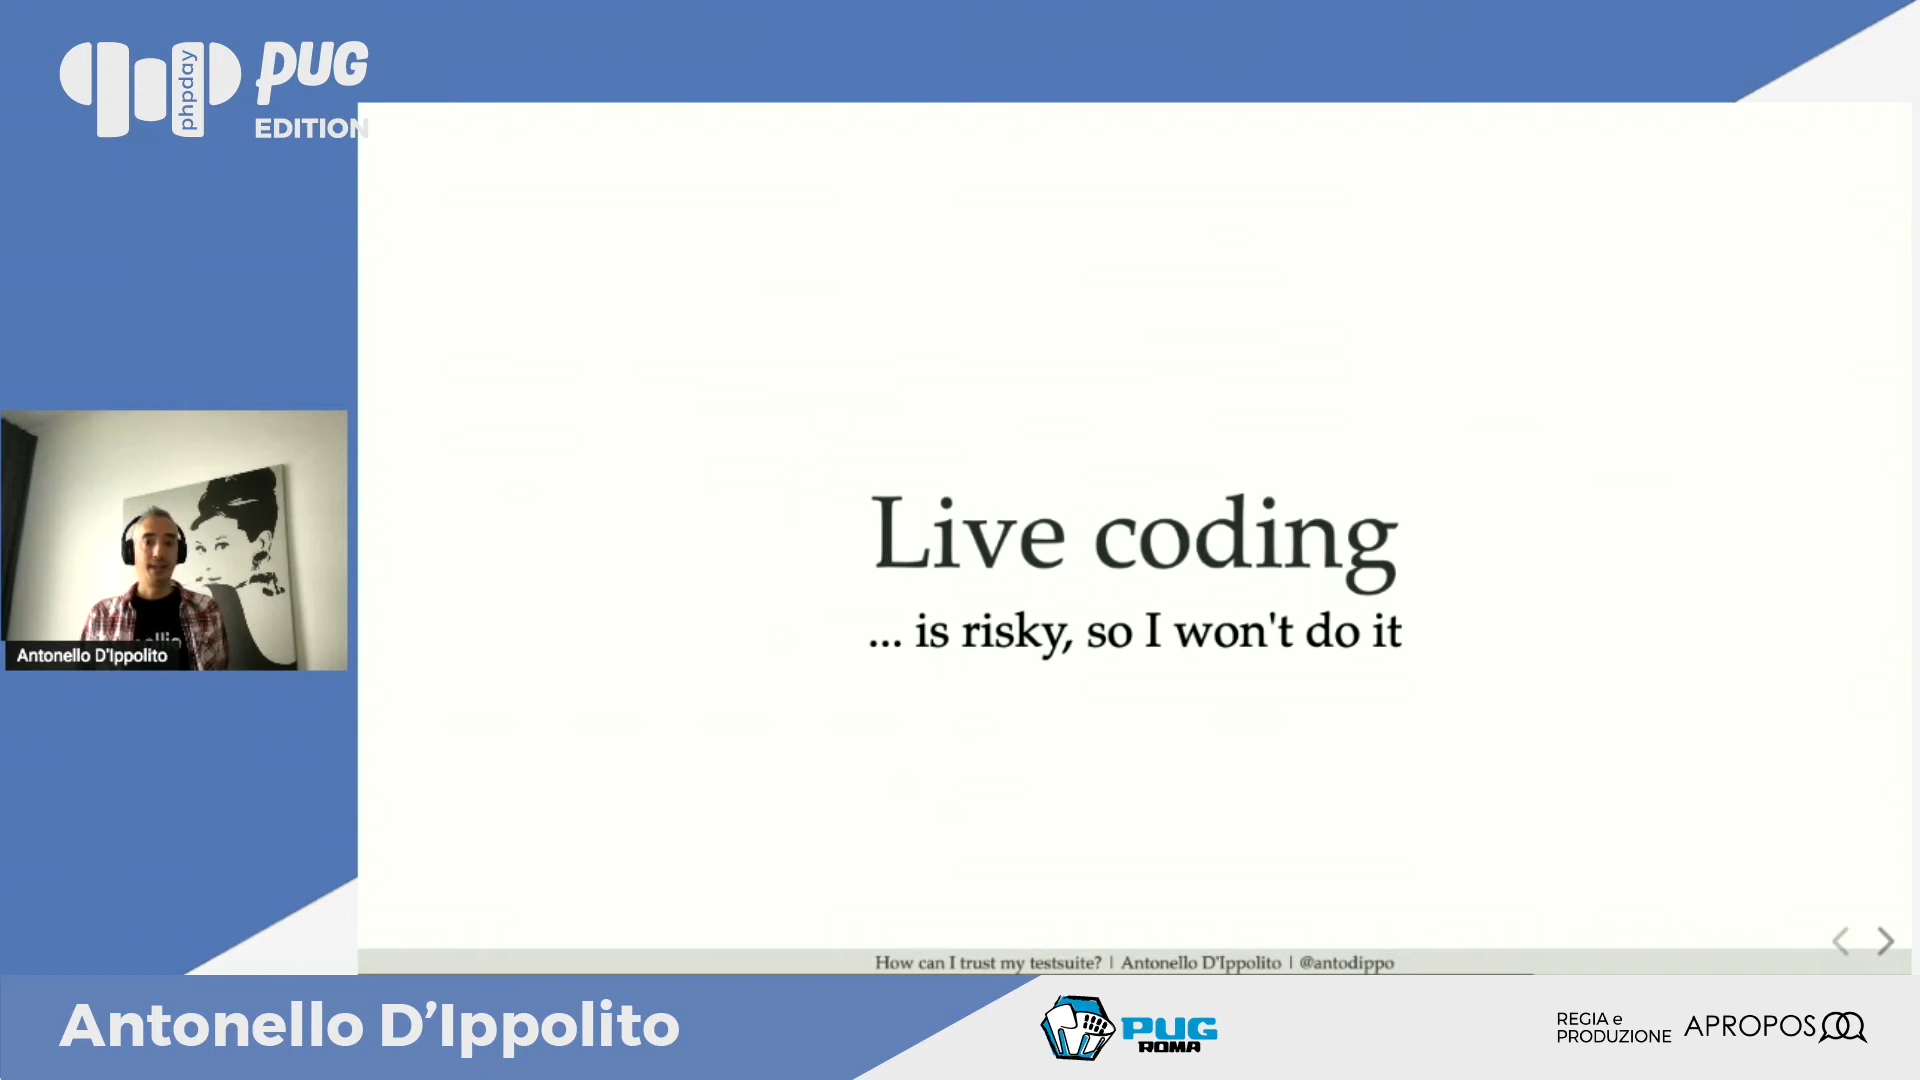 phpday
PUG
EDITION
Live coding
... is risky, so I won't do it
Antonello D'Ippolito
How can I trust my testsuite? | Antonello D'Ippolito | @antodippo
Antonello D’Ippolito
PUG
ROMA
REGIA e
PRODUZIONE
APROPOS